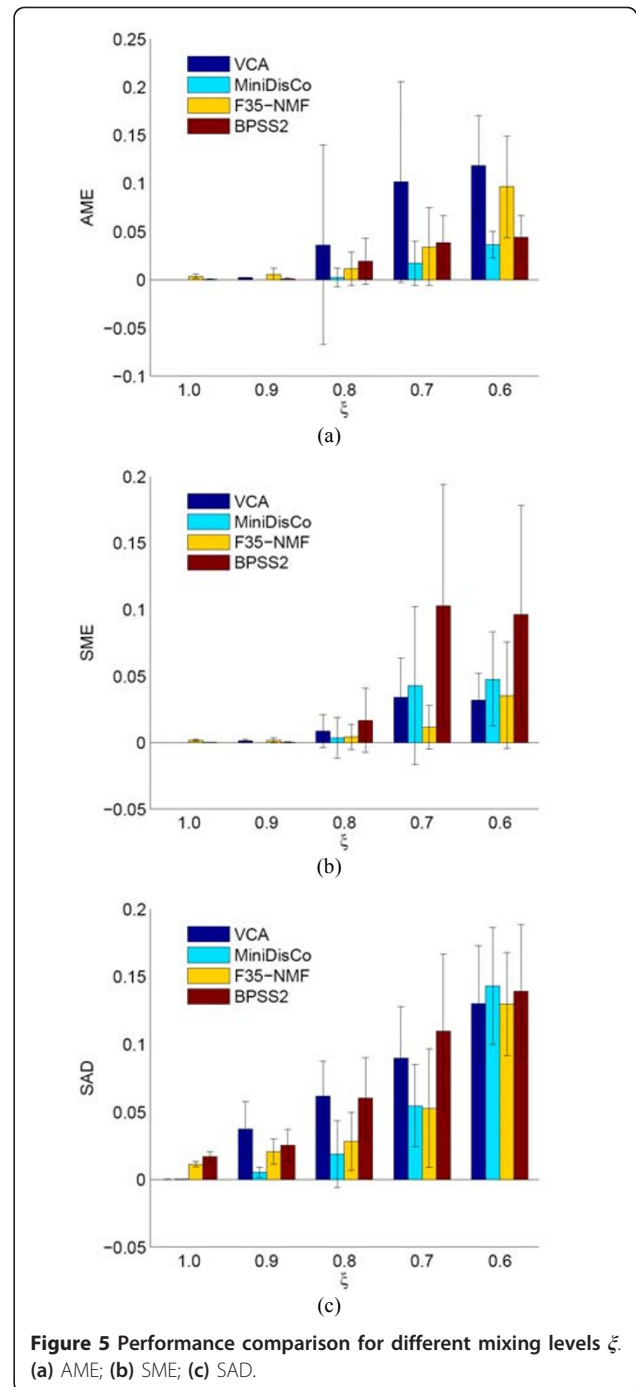 0.25
0.2
0.15
0.1
0.05
0
−0.05
−0.1
AME
VCA
MiniDisCo
F35−NMF
BPSS2
1.0 0.9 0.8 0.7 0.6
ξ
(a)
0.2
0.15
0.1
0.05
0
−0.05
SME
VCA
MiniDisCo
F35−NMF
BPSS2
1.0 0.9 0.8 0.7 0.6
ξ
(b)
0.2
0.15
0.1
0.05
0
−0.05
SAD
VCA
MiniDisCo
F35−NMF
BPSS2
1.0 0.9 0.8 0.7 0.6
ξ
(c)
Figure 5 Performance comparison for different mixing levels ξ.
(a) AME; (b) SME; (c) SAD.